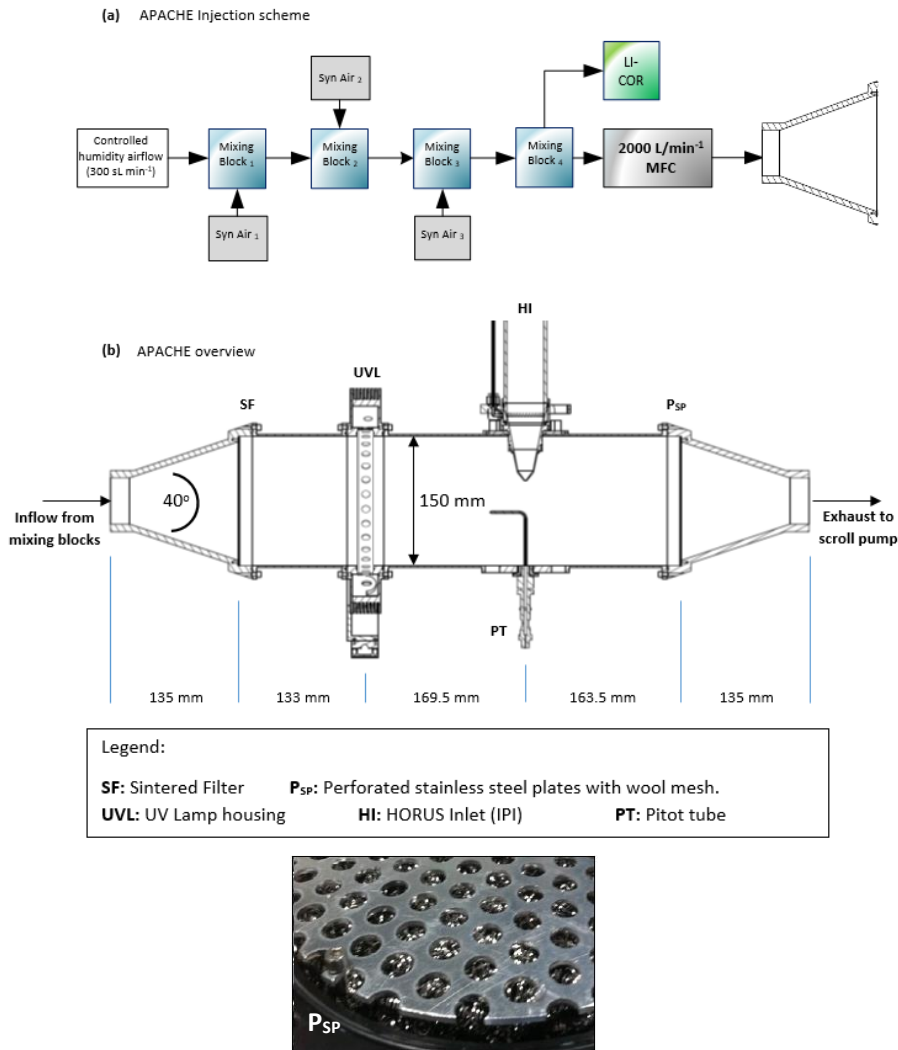 (a) APACHE Injection scheme
Syn Air 2
LI-
COR
Controlled
humidity airflow
(300 sL min⁻¹)
Mixing
Block 1
Mixing
Block 2
Mixing
Block 3
Mixing
Block 4
2000 L/min⁻¹
MFC
Syn Air 1
Syn Air 3
HI
(b) APACHE overview
UVL
SF
PSP
40°
150 mm
Inflow from
mixing blocks
Exhaust to
scroll pump
PT
135 mm
133 mm
169.5 mm
163.5 mm
135 mm
Legend:
SF: Sintered Filter PSP: Perforated stainless steel plates with wool mesh.
UVL: UV Lamp housing HI: HORUS Inlet (IPI) PT: Pitot tube
PSP